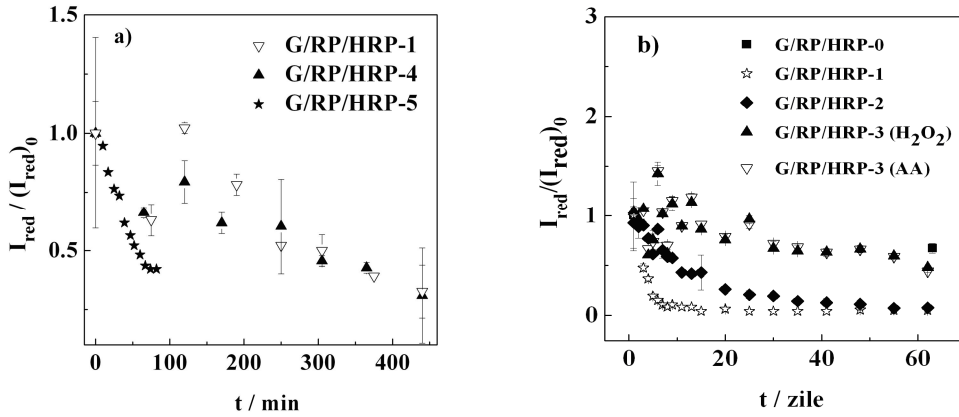 a)
G/RP/HRP-1
G/RP/HRP-4
G/RP/HRP-5
I_red / (I_red)_0
1.5
1.0
0.5
0
100
200
300
400
t / min
b)
G/RP/HRP-0
G/RP/HRP-1
G/RP/HRP-2
G/RP/HRP-3 (H₂O₂)
G/RP/HRP-3 (AA)
I_red/(I_red)_0
3
2
1
0
0
20
40
60
t / zile